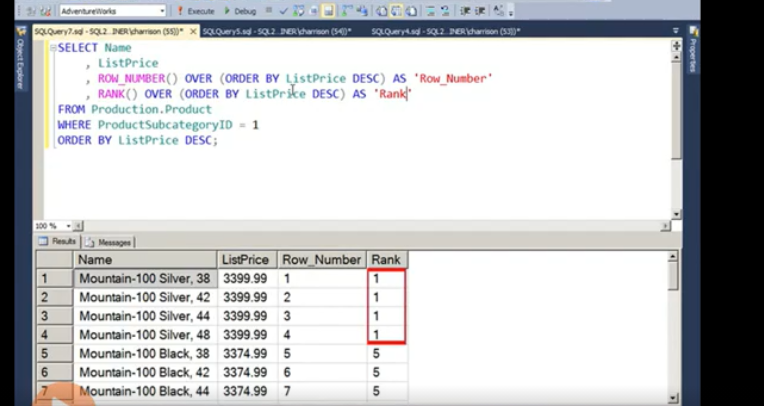 AdventureWorks
Execute
Debug
SQLQuery7.sql - SQL2...INER\charrison (55))*
SQLQuery5.sql - SQL2...INER\charrison (54))*
SQLQuery4.sql - SQL2...INER\charrison (53))*
Object Explorer
Properties
SELECT Name
, ListPrice
, ROW_NUMBER() OVER (ORDER BY ListPrice DESC) AS 'Row_Number'
, RANK() OVER (ORDER BY ListPrice DESC) AS 'Rank'
FROM Production.Product
WHERE ProductSubcategoryID = 1
ORDER BY ListPrice DESC;
100 %
Results Messages
Name ListPrice Row_Number Rank
1 Mountain-100 Silver, 38 3399.99 1 1
2 Mountain-100 Silver, 42 3399.99 2 1
3 Mountain-100 Silver, 44 3399.99 3 1
4 Mountain-100 Silver, 48 3399.99 4 1
5 Mountain-100 Black, 38 3374.99 5 5
6 Mountain-100 Black, 42 3374.99 6 5
7 Mountain-100 Black, 44 3374.99 7 5